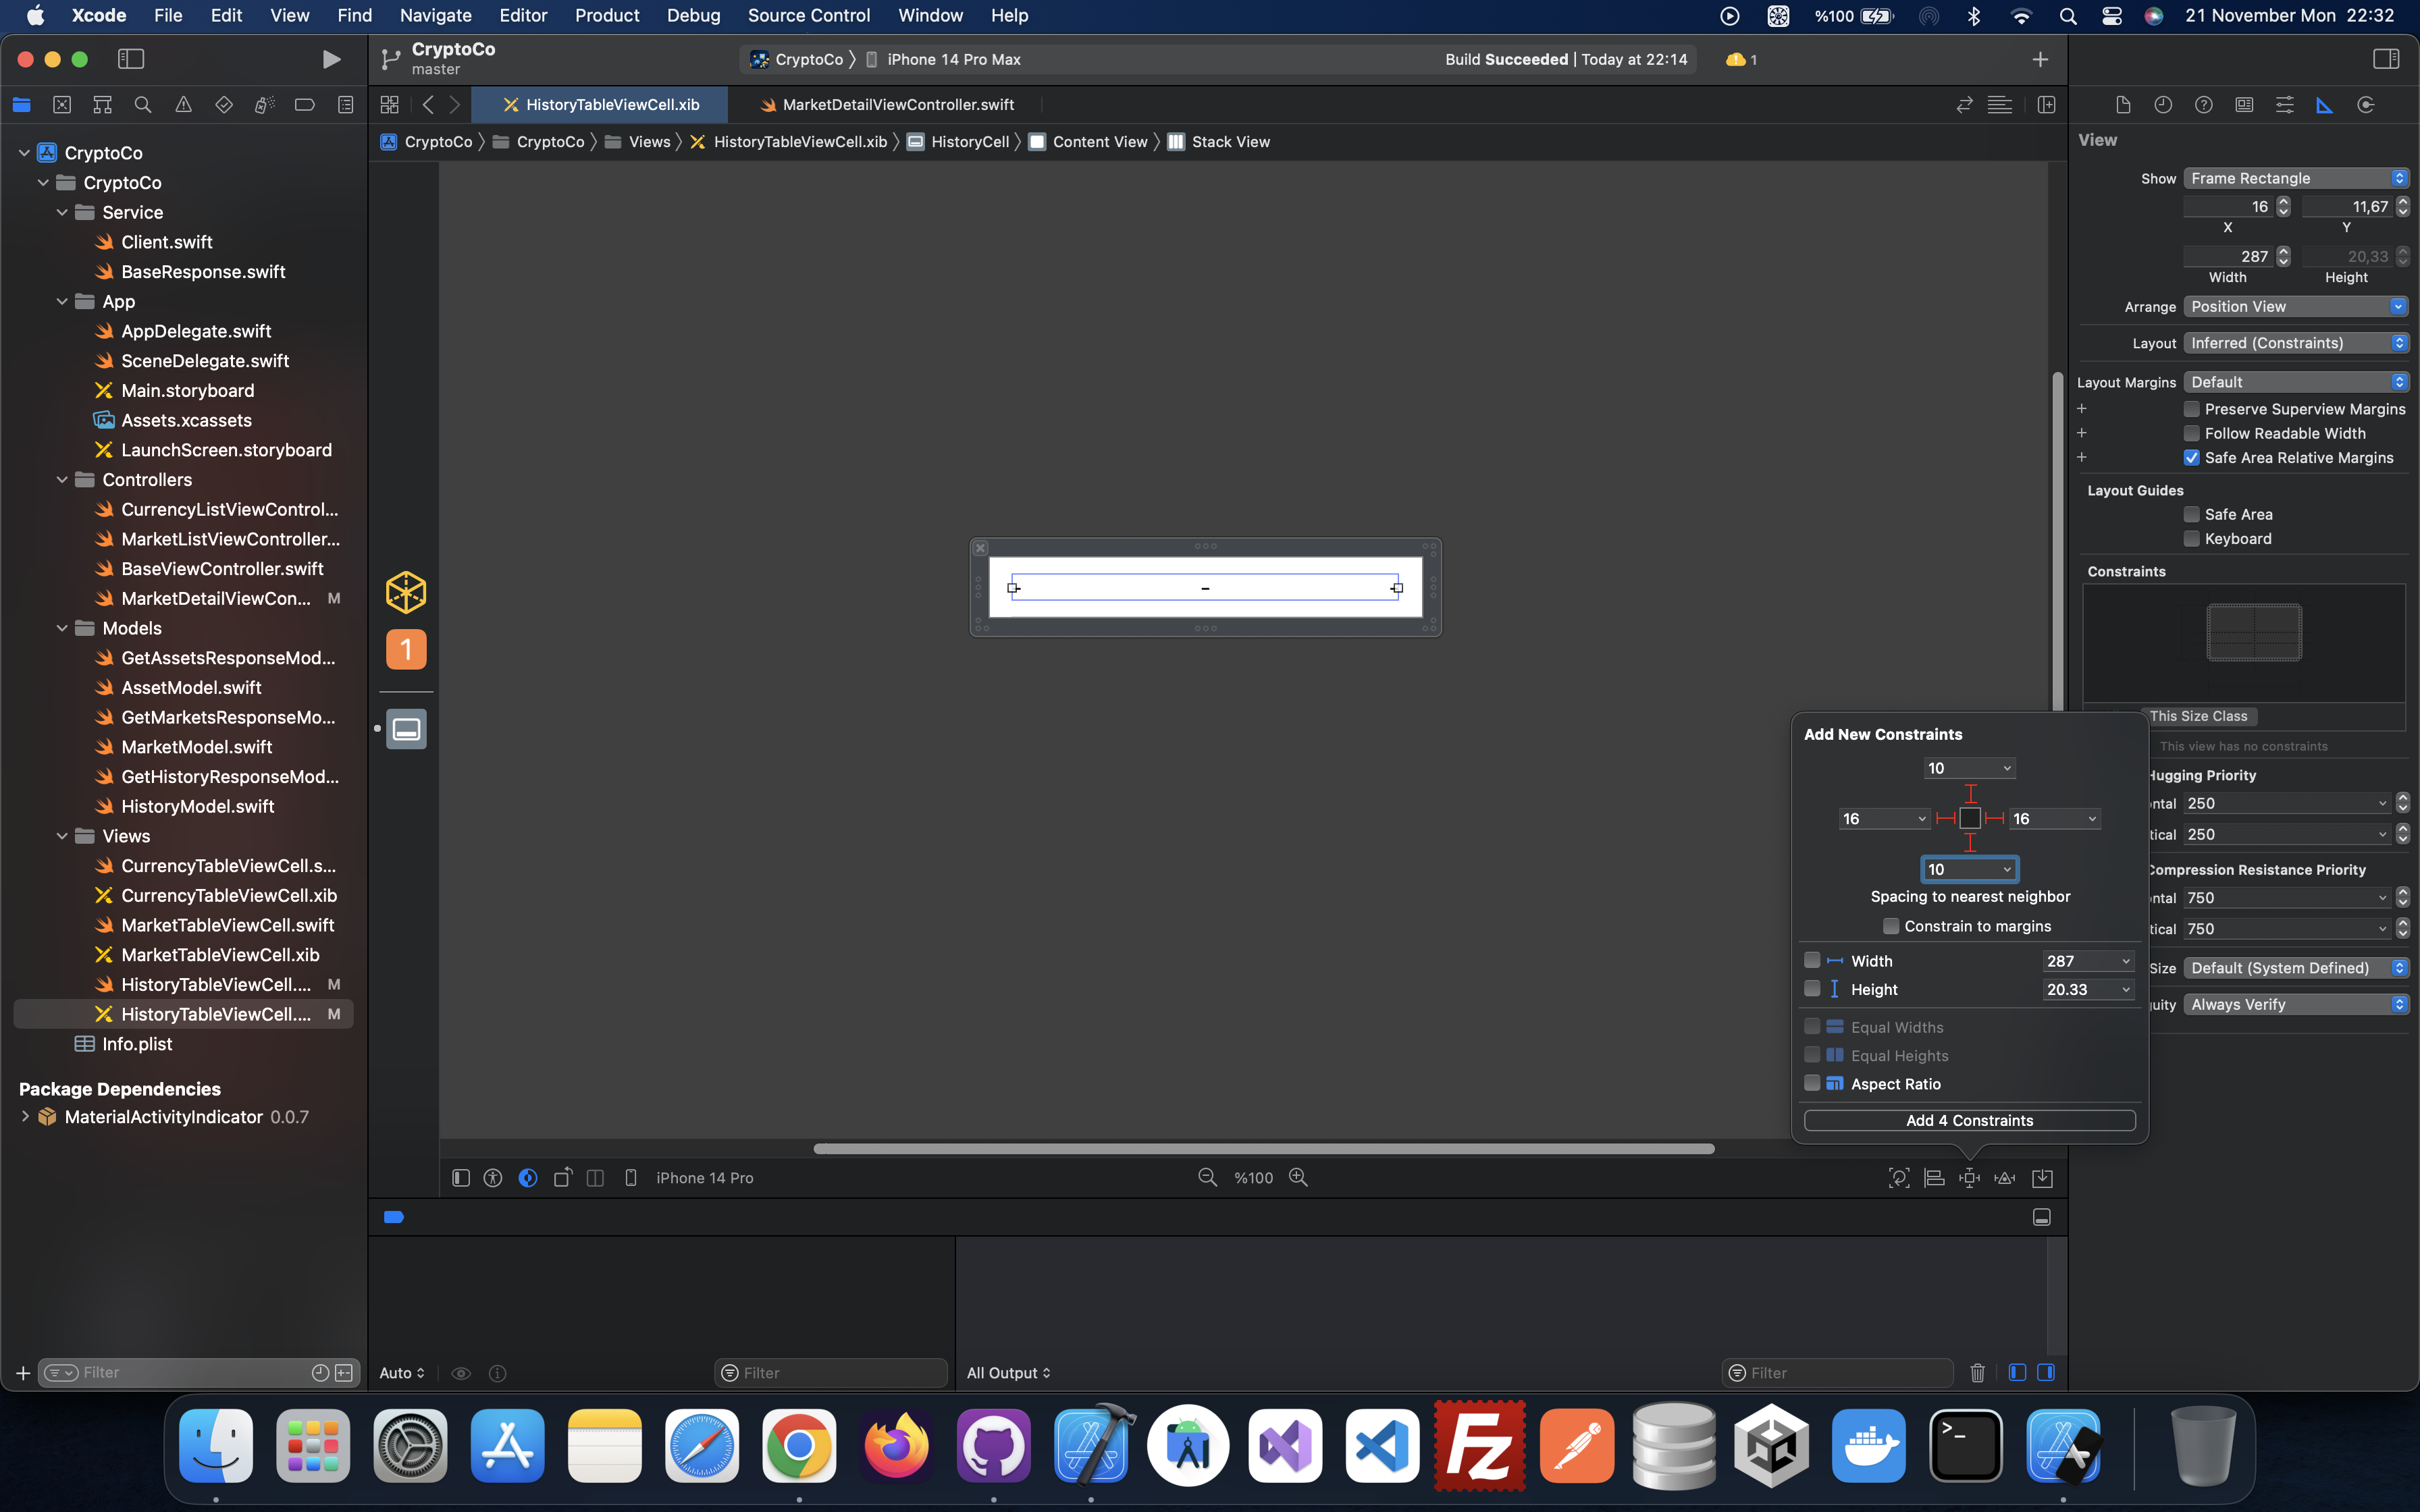 Xcode File Edit View Find Navigate Editor Product Debug Source Control Window Help
%100
21 November Mon 22:32
CryptoCo
master
CryptoCo
iPhone 14 Pro Max
Build Succeeded | Today at 22:14
1
HistoryTableViewCell.xib
MarketDetailViewController.swift
CryptoCo
CryptoCo
Views
HistoryTableViewCell.xib
HistoryCell
Content View
Stack View
CryptoCo
CryptoCo
Service
Client.swift
BaseResponse.swift
App
AppDelegate.swift
SceneDelegate.swift
Main.storyboard
Assets.xcassets
LaunchScreen.storyboard
Controllers
CurrencyListViewControl...
MarketListViewController...
BaseViewController.swift
MarketDetailViewCon... M
Models
GetAssetsResponseMod...
AssetModel.swift
GetMarketsResponseMo...
MarketModel.swift
GetHistoryResponseMod...
HistoryModel.swift
Views
CurrencyTableViewCell.s...
CurrencyTableViewCell.xib
MarketTableViewCell.swift
MarketTableViewCell.xib
HistoryTableViewCell.... M
HistoryTableViewCell.... M
Info.plist
Package Dependencies
MaterialActivityIndicator 0.0.7
Filter
1
View
Show Frame Rectangle
16 11,67
X Y
287 20,33
Width Height
Arrange Position View
Layout Inferred (Constraints)
Layout Margins Default
Preserve Superview Margins
Follow Readable Width
Safe Area Relative Margins
Layout Guides
Safe Area
Keyboard
Constraints
This Size Class
This view has no constraints
Hugging Priority
ntal 250
tical 250
Compression Resistance Priority
ntal 750
tical 750
Size Default (System Defined)
uity Always Verify
Add New Constraints
10
16 16
10
Spacing to nearest neighbor
Constrain to margins
Width 287
Height 20.33
Equal Widths
Equal Heights
Aspect Ratio
Add 4 Constraints
iPhone 14 Pro
%100
Auto
Filter
All Output
Filter
Fz
>_